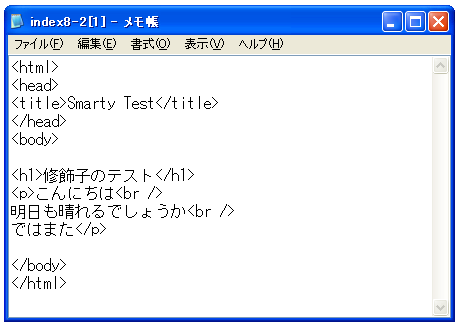 index8-2[1] - メモ帳
ファイル(F) 編集(E) 書式(O) 表示(V) ヘルプ(H)
<html>
<head>
<title>Smarty Test</title>
</head>
<body>
<h1>修飾子のテスト</h1>
<p>こんにちは<br />
明日も晴れるでしょうか<br />
ではまた</p>
</body>
</html>